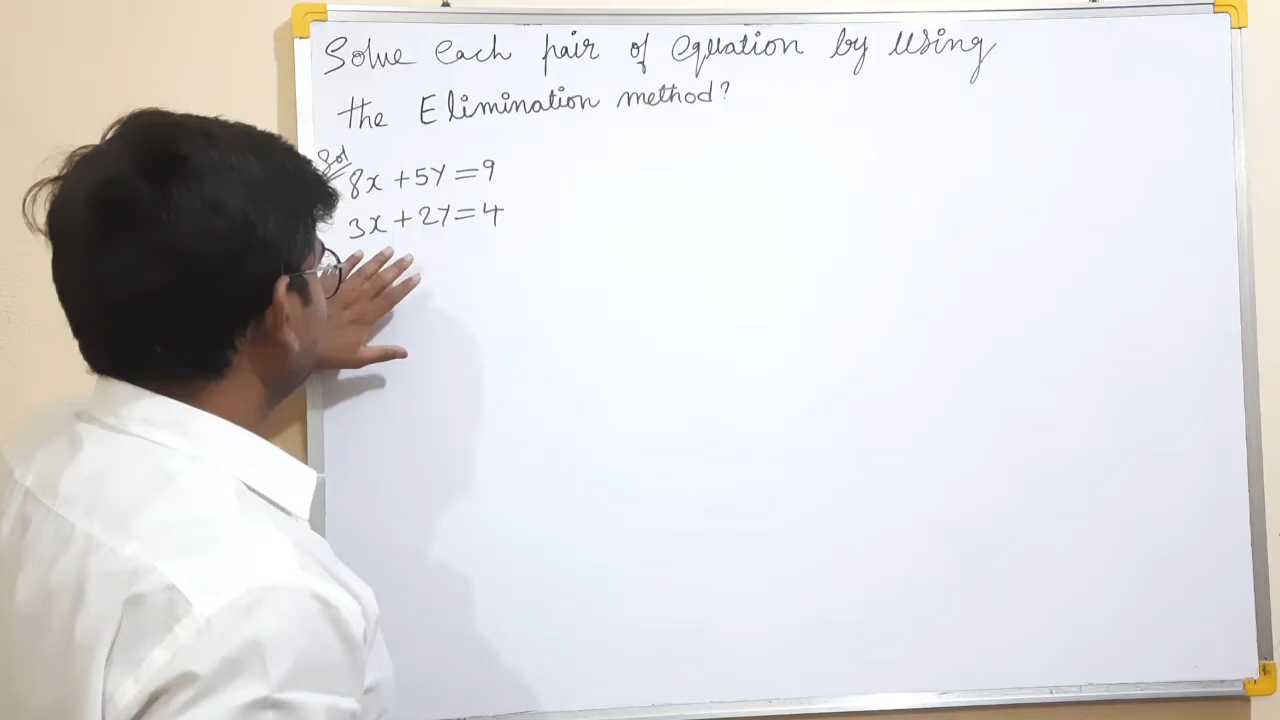 Solve each pair of equation by using
the Elimination method?
Sol
8x + 5y = 9
3x + 2y = 4